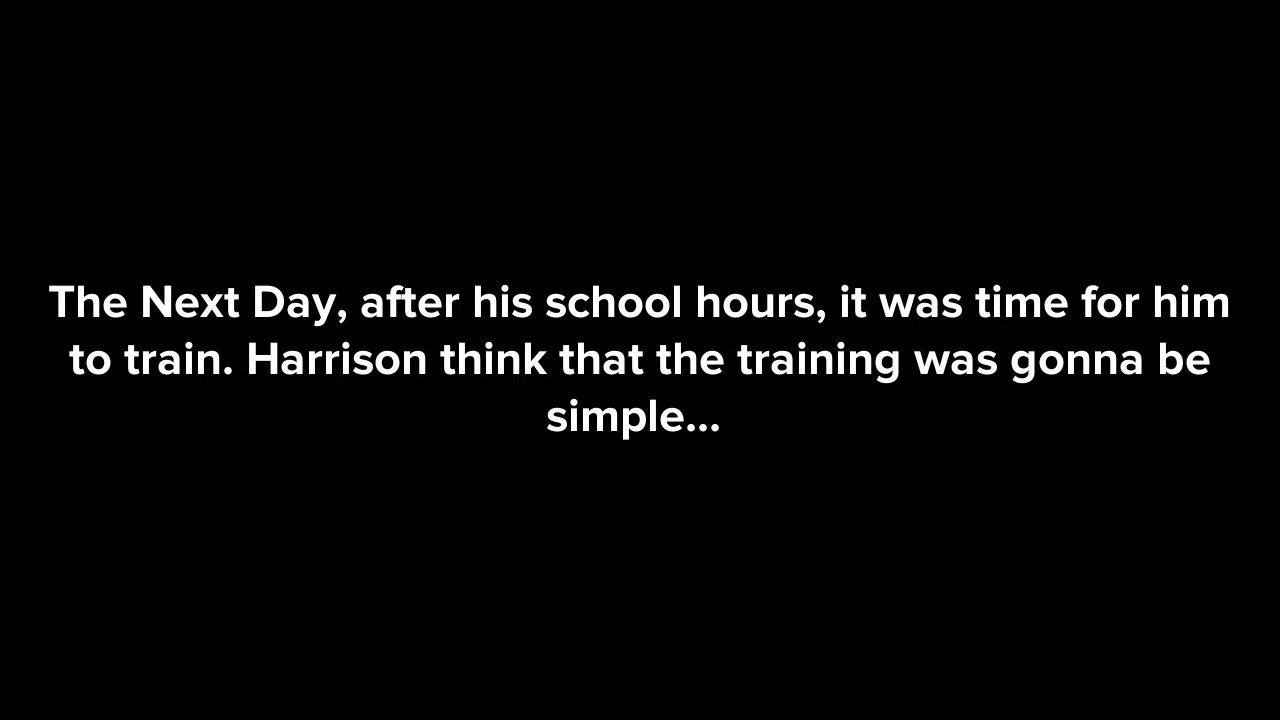 The Next Day, after his school hours, it was time for him
to train. Harrison think that the training was gonna be
simple...